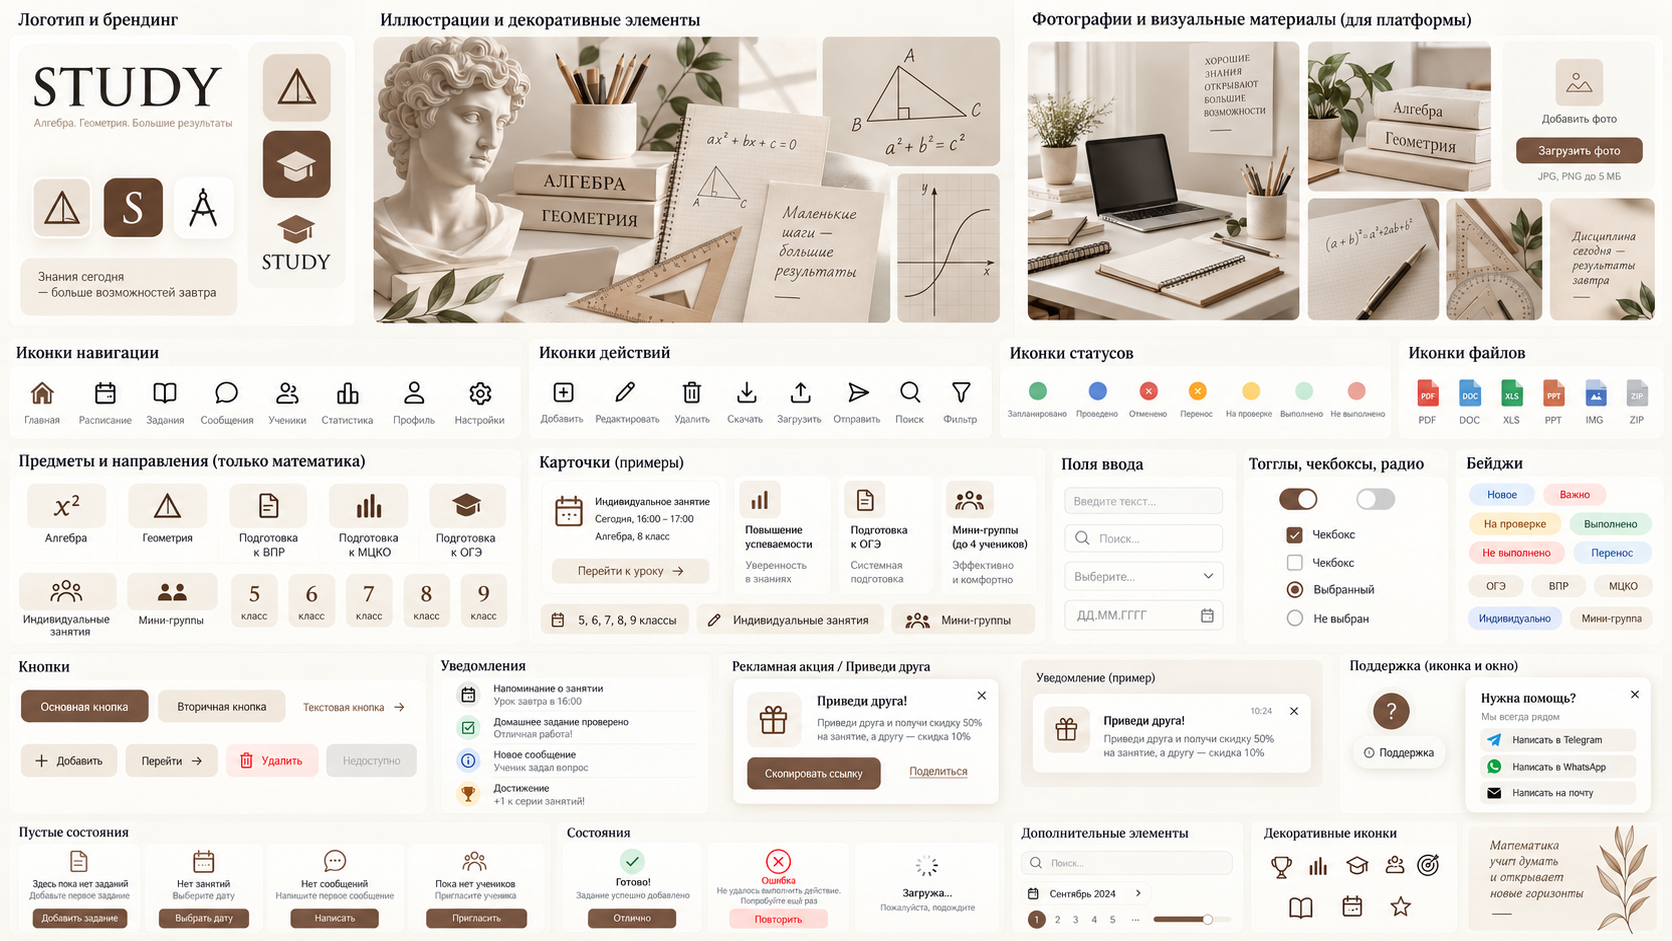 Логотип и брендинг
STUDY
Алгебра. Геометрия. Большие результаты
S
STUDY
Знания сегодня
— больше возможностей завтра
Иллюстрации и декоративные элементы
АЛГЕБРА
ГЕОМЕТРИЯ
ax² + bx + c = 0
A
C
Маленькие
шаги —
большие
результаты
A
B
C
a² + b² = c²
y
x
Фотографии и визуальные материалы (для платформы)
ХОРОШИЕ
ЗНАНИЯ
ОТКРЫВАЮТ
БОЛЬШИЕ
ВОЗМОЖНОСТИ
Алгебра
Геометрия
Добавить фото
Загрузить фото
JPG, PNG до 5 МБ
(a + b)² = a²+2ab+b²
Дисциплина
сегодня —
результаты
завтра
Иконки навигации
Главная
Расписание
Задания
Сообщения
Ученики
Статистика
Профиль
Настройки
Иконки действий
Добавить
Редактировать
Удалить
Скачать
Загрузить
Отправить
Поиск
Фильтр
Иконки статусов
Запланировано
Проведено
Отменено
Перенос
На проверке
Выполнено
Не выполнено
Иконки файлов
PDF
DOC
XLS
PPT
ZIP
PDF
DOC
XLS
PPT
IMG
ZIP
Предметы и направления (только математика)
x²
Алгебра
Геометрия
Подготовка
к ВПР
Подготовка
к МЦКО
Подготовка
к ОГЭ
Индивидуальные
занятия
Мини-группы
5
класс
6
класс
7
класс
8
класс
9
класс
Карточки (примеры)
Индивидуальное занятие
Сегодня, 16:00 – 17:00
Алгебра, 8 класс
Перейти к уроку →
Повышение
успеваемости
Уверенность
в знаниях
Подготовка
к ОГЭ
Системная
подготовка
Мини-группы
(до 4 учеников)
Эффективно
и комфортно
5, 6, 7, 8, 9 классы
Индивидуальные занятия
Мини-группы
Поля ввода
Введите текст...
Поиск...
Выберите...
ДД.ММ.ГГГГ
Тогглы, чекбоксы, радио
Чекбокс
Чекбокс
Выбранный
Не выбран
Бейджи
Новое
Важно
На проверке
Выполнено
Не выполнено
Перенос
ОГЭ
ВПР
МЦКО
Индивидуально
Мини-группа
Кнопки
Основная кнопка
Вторичная кнопка
Текстовая кнопка →
+ Добавить
Перейти →
Удалить
Недоступно
Уведомления
Напоминание о занятии
Урок завтра в 16:00
Домашнее задание проверено
Отличная работа!
Новое сообщение
Ученик задал вопрос
Достижение
+1 к серии занятий!
Рекламная акция / Приведи друга
Приведи друга!
Приведи друга и получи скидку 50%
на занятие, а другу — скидка 10%
Скопировать ссылку
Поделиться
Уведомление (пример)
10:24
Приведи друга!
Приведи друга и получи скидку 50%
на занятие, а другу — скидка 10%
Поддержка (иконка и окно)
?
Поддержка
Нужна помощь?
Мы всегда рядом
Написать в Telegram
Написать в WhatsApp
Написать на почту
Пустые состояния
Здесь пока нет заданий
Добавьте первое задание
Добавить задание
Нет занятий
Выберите дату
Выбрать дату
Нет сообщений
Напишите первое сообщение
Написать
Пока нет учеников
Пригласите ученика
Пригласить
Состояния
Готово!
Задание успешно добавлено
Отлично
Ошибка
Не удалось выполнить действие.
Попробуйте ещё раз
Повторить
Загружа...
Пожалуйста, подождите
Дополнительные элементы
Поиск...
Сентябрь 2024
1 2 3 4 5 ...
Декоративные иконки
Математика
учит думать
и открывает
новые горизонты